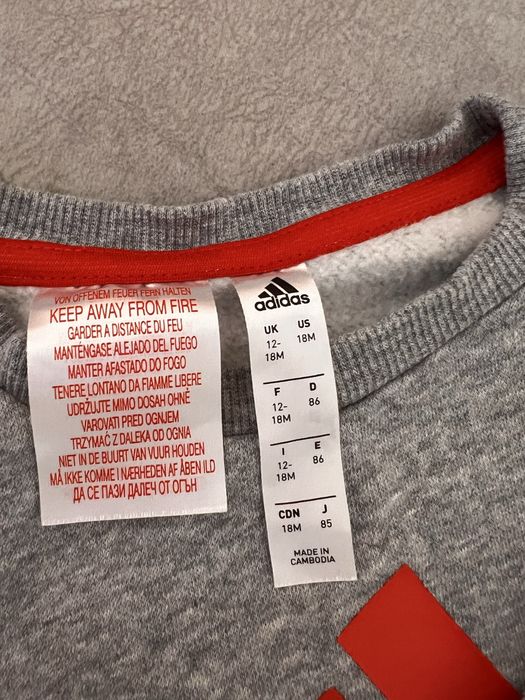 VON OFFENEM FEUER FERN HALTEN
KEEP AWAY FROM FIRE
GARDER A DISTANCE DU FEU
MANTÉNGASE ALEJADO DEL FUEGO
MANTER AFASTADO DO FOGO
TENERE LONTANO DA FIAMME LIBERE
UDRŽUJTE MIMO DOSAH OHNĚ
VAROVATI PRED OGNJEM
TRZYMAĆ Z DALEKA OD OGNIA
NIET IN DE BUURT VAN VUUR HOUDEN
MÅ IKKE KOMME I NÆRHEDEN AF ÅBEN ILD
ДА СЕ ПАЗИ ДАЛЕЧ ОТ ОГЪН
adidas
UK US
12-18M 18M
F D
12-18M 86
I E
12-18M 86
CDN J
18M 85
MADE IN
CAMBODIA